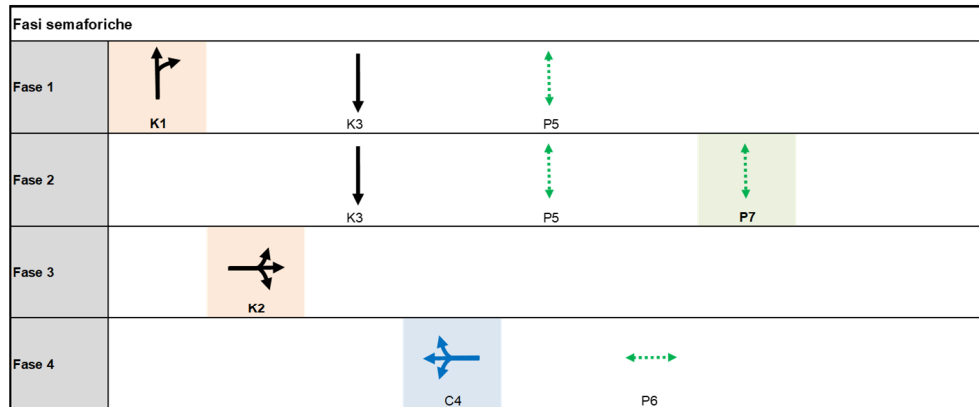 Fasi semaforiche
Fase 1
K1
K3
P5
Fase 2
K3
P5
P7
Fase 3
K2
Fase 4
C4
P6